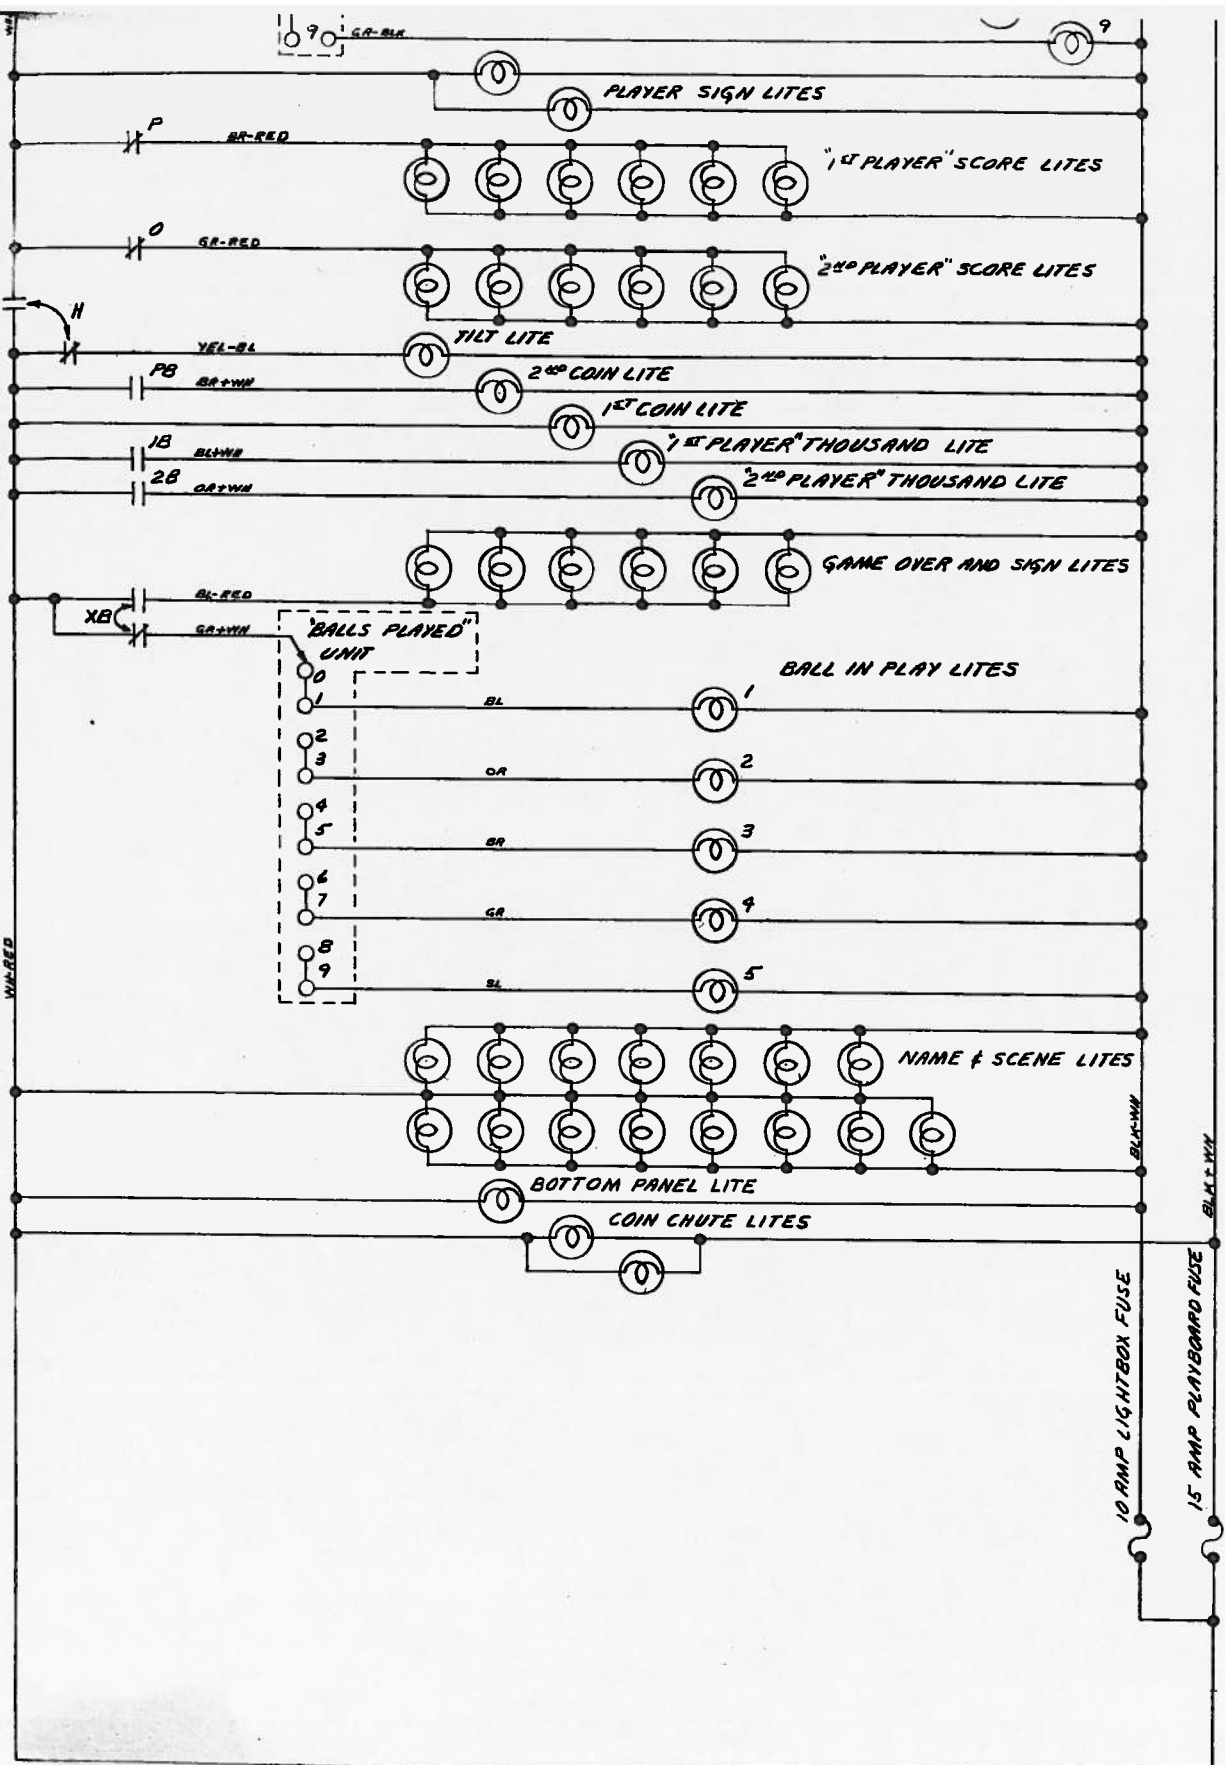 9 GR-BLK 9
PLAYER SIGN LITES
P BR-RED
"1ST PLAYER" SCORE LITES
O GR-RED
"2ND PLAYER" SCORE LITES
H
YEL-BL TILT LITE
PB BR+WH 2ND COIN LITE
1ST COIN LITE
1B BL+WH "1ST PLAYER" THOUSAND LITE
2B OR+WH "2ND PLAYER" THOUSAND LITE
GAME OVER AND SIGN LITES
BL-RED
XB
GR+WH "BALLS PLAYED"
UNIT
BALL IN PLAY LITES
0
1 BL 1
2
3 OR 2
4
5 BR 3
6
7 GR 4
8
9 SL 5
WH-RED
NAME & SCENE LITES
BLK-WH
BLK+WH
BOTTOM PANEL LITE
COIN CHUTE LITES
10 AMP LIGHTBOX FUSE
15 AMP PLAYBOARD FUSE